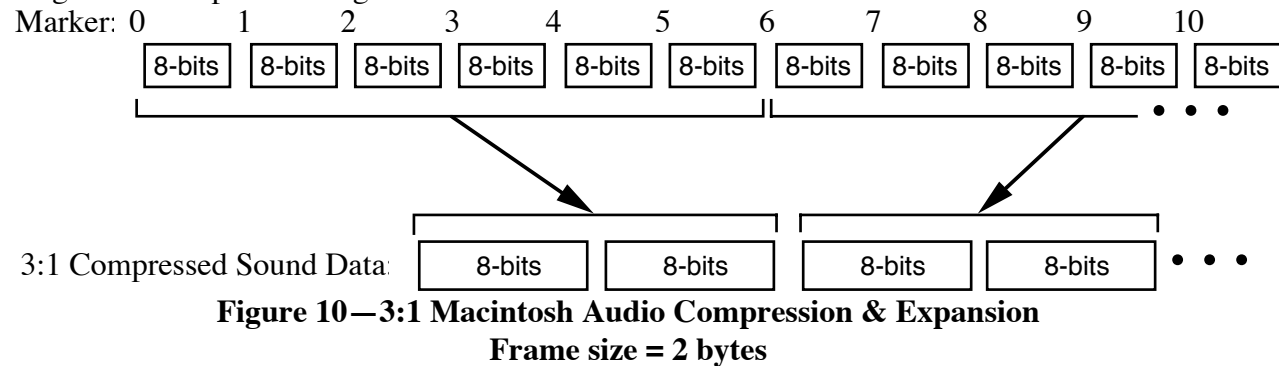 Marker: 0 1 2 3 4 5 6 7 8 9 10
8-bits 8-bits 8-bits 8-bits 8-bits 8-bits 8-bits 8-bits 8-bits 8-bits 8-bits
3:1 Compressed Sound Data: 8-bits 8-bits 8-bits 8-bits
Figure 10—3:1 Macintosh Audio Compression & Expansion
Frame size = 2 bytes